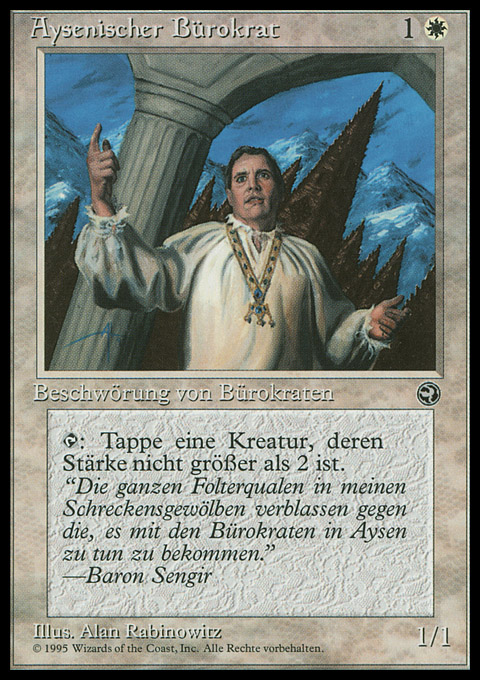 Aysenischer Bürokrat 1
Beschwörung von Bürokraten
: Tappe eine Kreatur, deren
Stärke nicht größer als 2 ist.
“Die ganzen Folterqualen in meinen
Schreckensgewölben verblassen gegen
die, es mit den Bürokraten in Aysen
zu tun zu bekommen.”
—Baron Sengir
Illus. Alan Rabinowitz
1/1
© 1995 Wizards of the Coast, Inc. Alle Rechte vorbehalten.